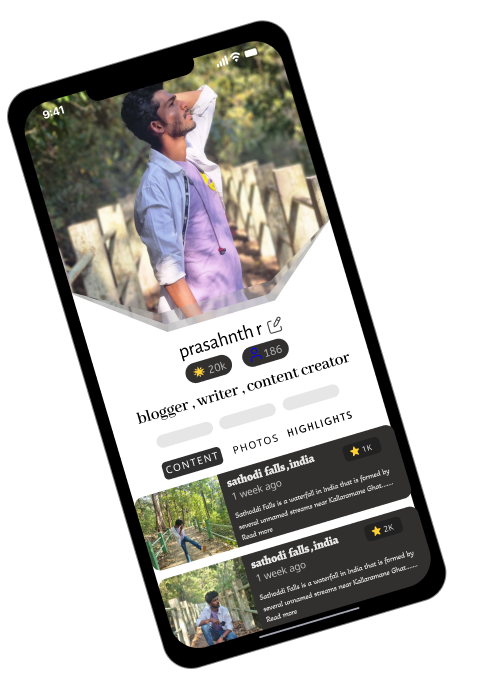 9:41
prasahnth r
20k 186
blogger , writer , content creator
CONTENT PHOTOS HIGHLIGHTS
sathodi falls , india
1K
1 week ago
Sathoddi Falls is a waterfall in India that is formed by
several unnamed streams near Kallaramane Ghat......
Read more
sathodi falls , india
2K
1 week ago
Sathoddi Falls is a waterfall in India that is formed by
several unnamed streams near Kallaramane Ghat......
Read more